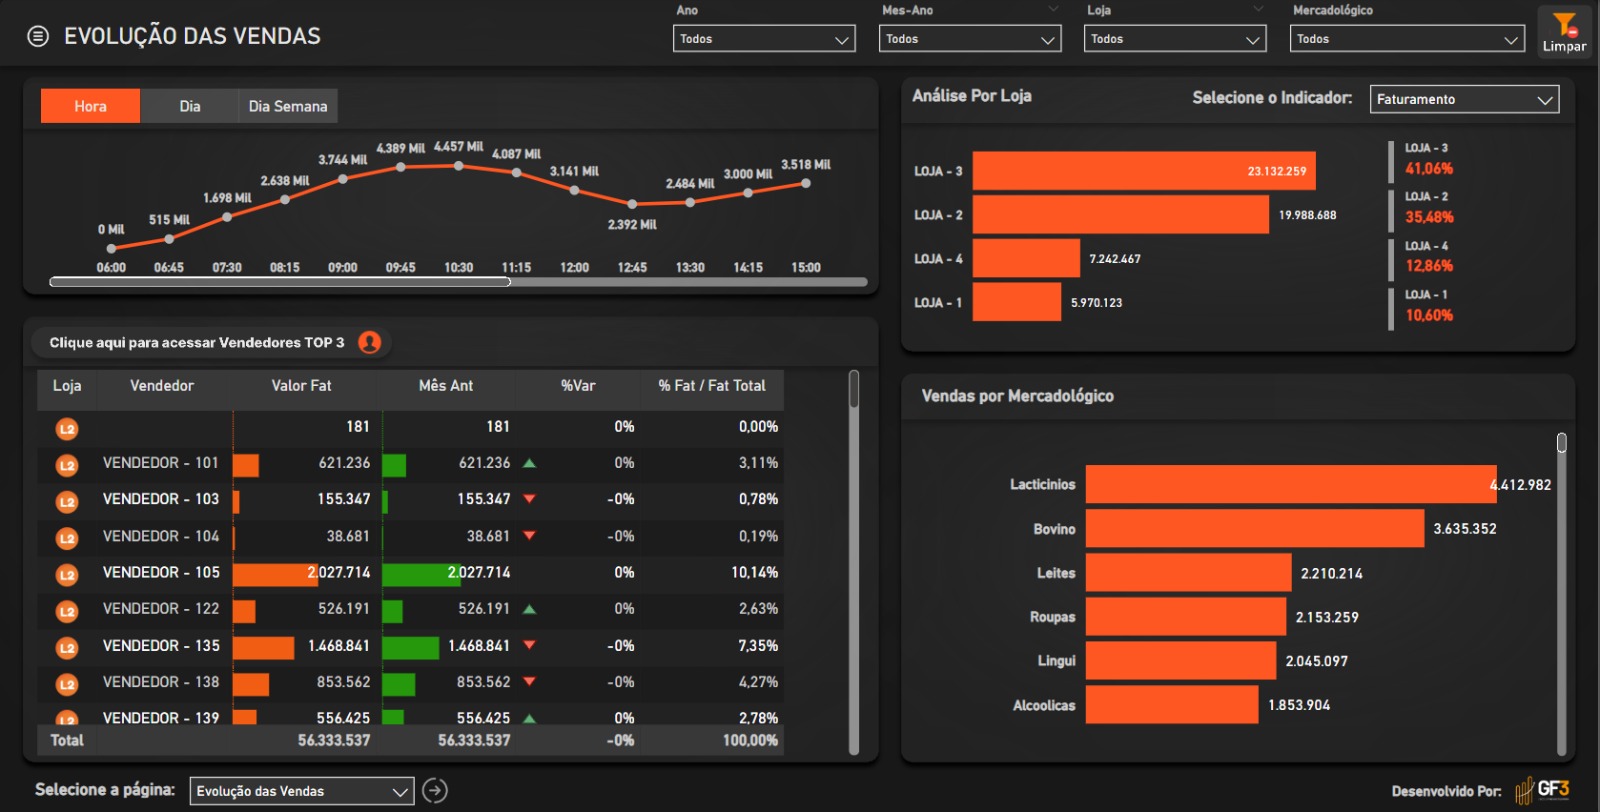 EVOLUÇÃO DAS VENDAS
Ano
Todos
Mes-Ano
Todos
Loja
Todos
Mercadológico
Todos
Limpar
Hora Dia Dia Semana
0 Mil 515 Mil 1.698 Mil 2.638 Mil 3.744 Mil 4.389 Mil 4.457 Mil 4.087 Mil 3.141 Mil 2.392 Mil 2.484 Mil 3.000 Mil 3.518 Mil
06:00 06:45 07:30 08:15 09:00 09:45 10:30 11:15 12:00 12:45 13:30 14:15 15:00
Análise Por Loja
Selecione o Indicador: Faturamento
LOJA - 3 23.132.259
LOJA - 2 19.988.688
LOJA - 4 7.242.467
LOJA - 1 5.970.123
LOJA - 3
41,06%
LOJA - 2
35,48%
LOJA - 4
12,86%
LOJA - 1
10,60%
Clique aqui para acessar Vendedores TOP 3
Loja Vendedor Valor Fat Mês Ant %Var % Fat / Fat Total
L2 181 181 0% 0,00%
L2 VENDEDOR - 101 621.236 621.236 0% 3,11%
L2 VENDEDOR - 103 155.347 155.347 -0% 0,78%
L2 VENDEDOR - 104 38.681 38.681 -0% 0,19%
L2 VENDEDOR - 105 2.027.714 2.027.714 0% 10,14%
L2 VENDEDOR - 122 526.191 526.191 0% 2,63%
L2 VENDEDOR - 135 1.468.841 1.468.841 -0% 7,35%
L2 VENDEDOR - 138 853.562 853.562 -0% 4,27%
L2 VENDEDOR - 139 556.425 556.425 0% 2,78%
Total 56.333.537 56.333.537 -0% 100,00%
Vendas por Mercadológico
Lacticinios 4.412.982
Bovino 3.635.352
Leites 2.210.214
Roupas 2.153.259
Lingui 2.045.097
Alcoolicas 1.853.904
Selecione a página: Evolução das Vendas
Desenvolvido Por: GF3